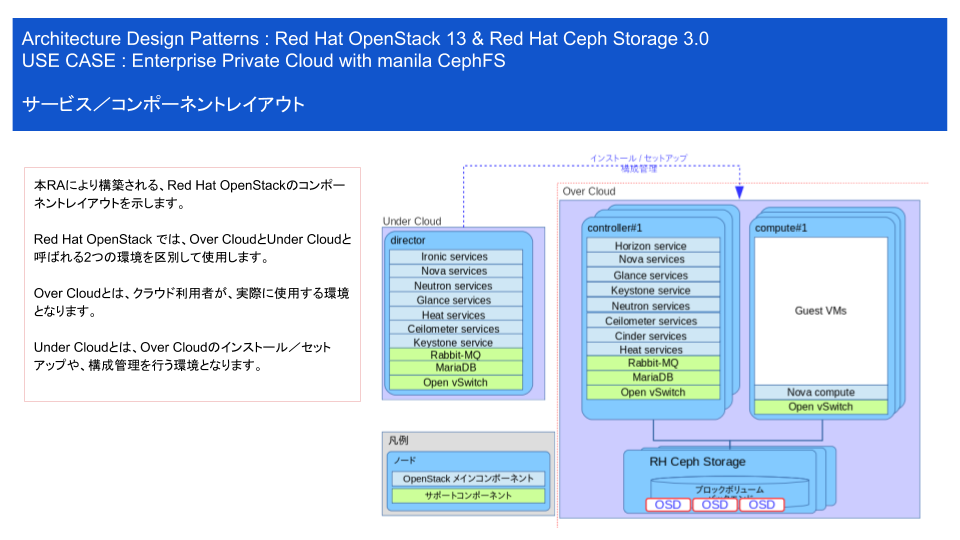 Architecture Design Patterns : Red Hat OpenStack 13 & Red Hat Ceph Storage 3.0
USE CASE : Enterprise Private Cloud with manila CephFS
サービス／コンポーネントレイアウト
本RAにより構築される、Red Hat OpenStackのコンポー
ネントレイアウトを示します。
Red Hat OpenStack では、Over CloudとUnder Cloudと
呼ばれる2つの環境を区別して使用します。
Over Cloudとは、クラウド利用者が、実際に使用する環境
となります。
Under Cloudとは、Over Cloudのインストール／セット
アップや、構成管理を行う環境となります。
インストール / セットアップ
構成管理
Under Cloud
director
Ironic services
Nova services
Neutron services
Glance services
Heat services
Ceilometer services
Keystone service
Rabbit-MQ
MariaDB
Open vSwitch
Over Cloud
controller#1
Horizon service
Nova services
Glance services
Keystone service
Neutron services
Ceilometer services
Cinder services
Heat services
Rabbit-MQ
MariaDB
Open vSwitch
compute#1
Guest VMs
Nova compute
Open vSwitch
RH Ceph Storage
ブロックボリューム
OSD OSD OSD
凡例
ノード
OpenStack メインコンポーネント
サポートコンポーネント